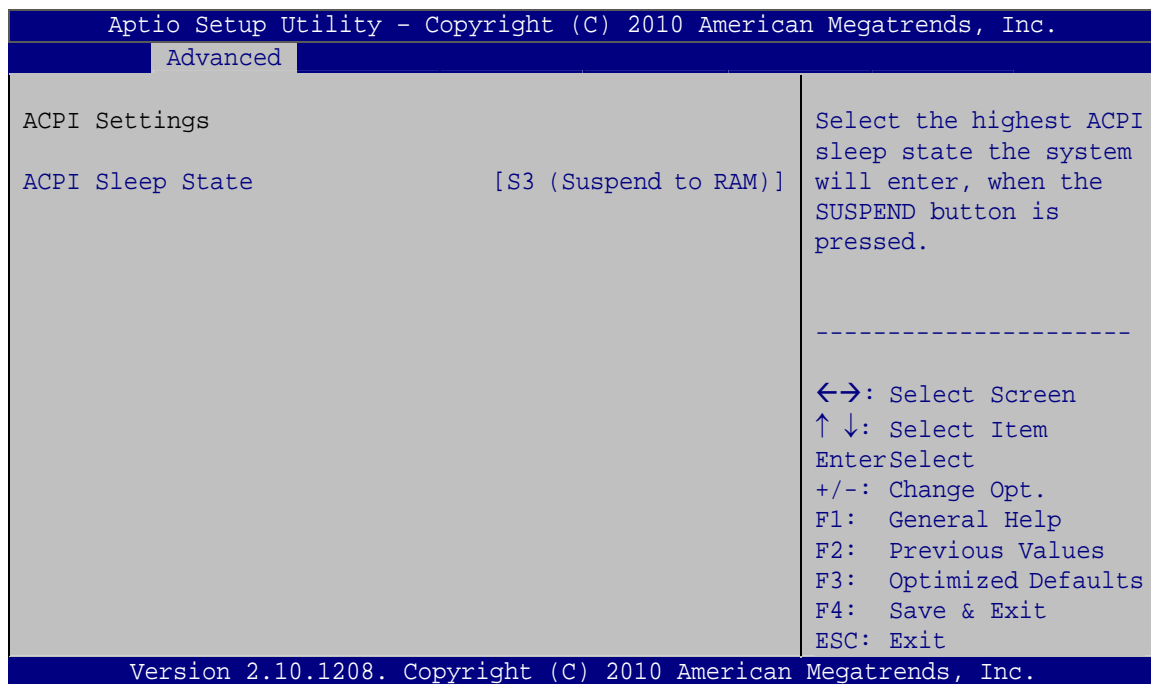 Aptio Setup Utility – Copyright (C) 2010 American Megatrends, Inc.
Advanced
ACPI Settings
ACPI Sleep State [S3 (Suspend to RAM)]
Select the highest ACPI
sleep state the system
will enter, when the
SUSPEND button is
pressed.
----------------------
←→: Select Screen
↑ ↓: Select Item
EnterSelect
+/-: Change Opt.
F1: General Help
F2: Previous Values
F3: Optimized Defaults
F4: Save & Exit
ESC: Exit
Version 2.10.1208. Copyright (C) 2010 American Megatrends, Inc.